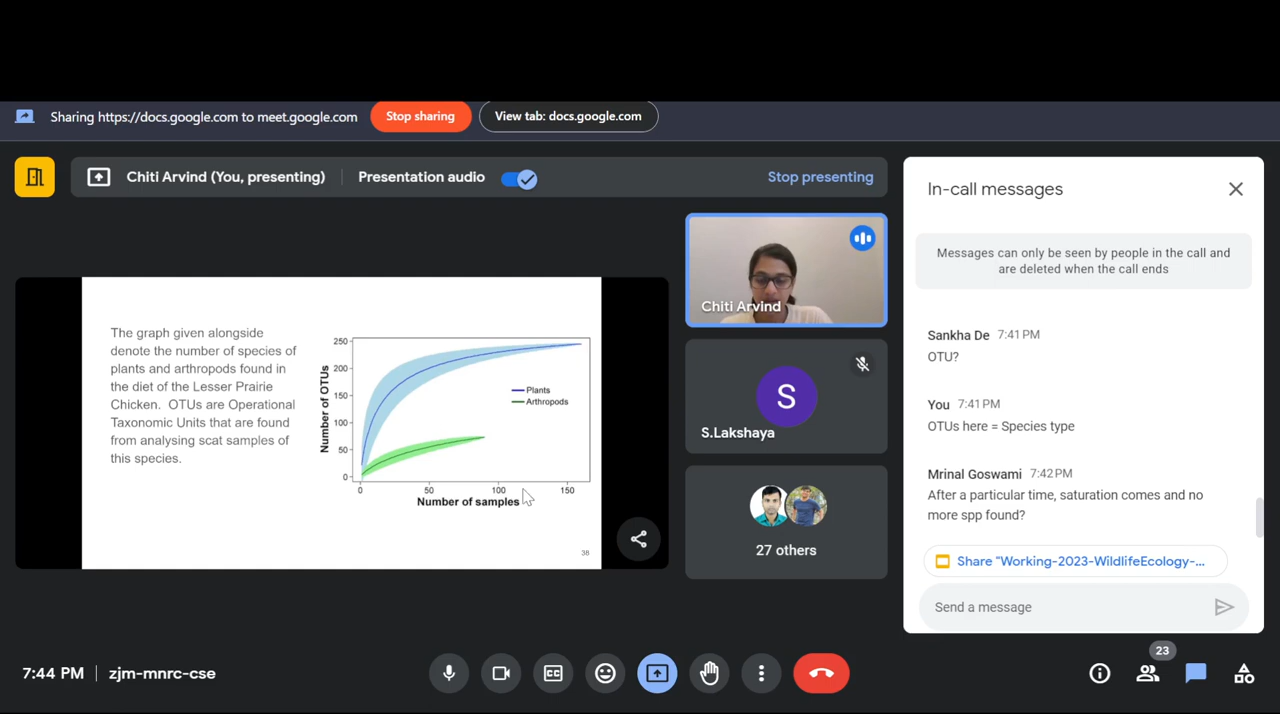 Sharing https://docs.google.com to meet.google.com
Stop sharing
View tab: docs.google.com
Chiti Arvind (You, presenting)
Presentation audio
Stop presenting
The graph given alongside
denote the number of species of
plants and arthropods found in
the diet of the Lesser Prairie
Chicken. OTUs are Operational
Taxonomic Units that are found
from analysing scat samples of
this species.
Number of OTUs
250
200
150
100
50
0
Plants
Arthropods
0
50
100
150
Number of samples
38
Chiti Arvind
S
S.Lakshaya
27 others
In-call messages
Messages can only be seen by people in the call and
are deleted when the call ends
Sankha De 7:41 PM
OTU?
You 7:41 PM
OTUs here = Species type
Mrinal Goswami 7:42 PM
After a particular time, saturation comes and no
more spp found?
Share "Working-2023-WildlifeEcology-...
Send a message
7:44 PM
zjm-mnrc-cse
CC
23